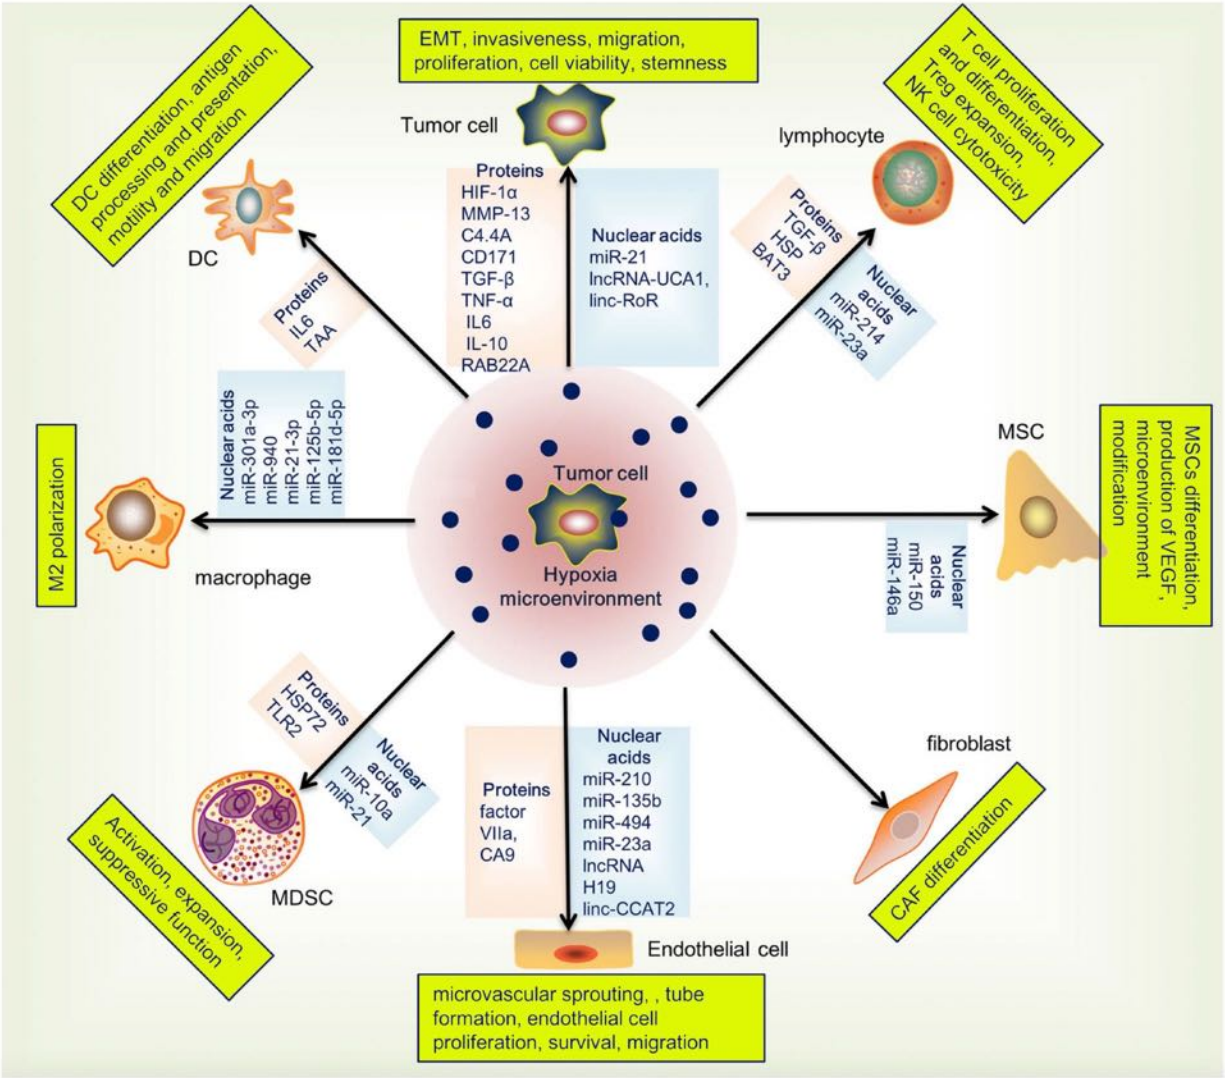 EMT, invasiveness, migration,
proliferation, cell viability, stemness
Tumor cell
Proteins
HIF-1α
MMP-13
C4.4A
CD171
TGF-β
TNF-α
IL6
IL-10
RAB22A
Nuclear acids
miR-21
lncRNA-UCA1,
linc-RoR
T cell proliferation
and differentiation,
Treg expansion,
NK cell cytotoxicity
lymphocyte
Proteins
TGF-β
HSP
BAT3
Nuclear
acids
miR-214
miR-23a
MSC
MSCs differentiation,
production of VEGF,
microenvironment
modification
Nuclear
acids
miR-150
miR-146a
fibroblast
CAF differentiation
Proteins
factor
VIIa,
CA9
Nuclear
acids
miR-210
miR-135b
miR-494
miR-23a
lncRNA
H19
linc-CCAT2
Endothelial cell
microvascular sprouting, , tube
formation, endothelial cell
proliferation, survival, migration
Proteins
HSP72
TLR2
Nuclear
acids
miR-10a
miR-21
MDSC
Activation, expansion,
suppressive function
Nuclear acids
miR-301a-3p
miR-940
miR-21-3p
miR-125b-5p
miR-181d-5p
macrophage
M2 polarization
DC differentiation, antigen
processing and presentation,
motility and migration
DC
Proteins
IL6
TAA
Tumor cell
Hypoxia
microenvironment